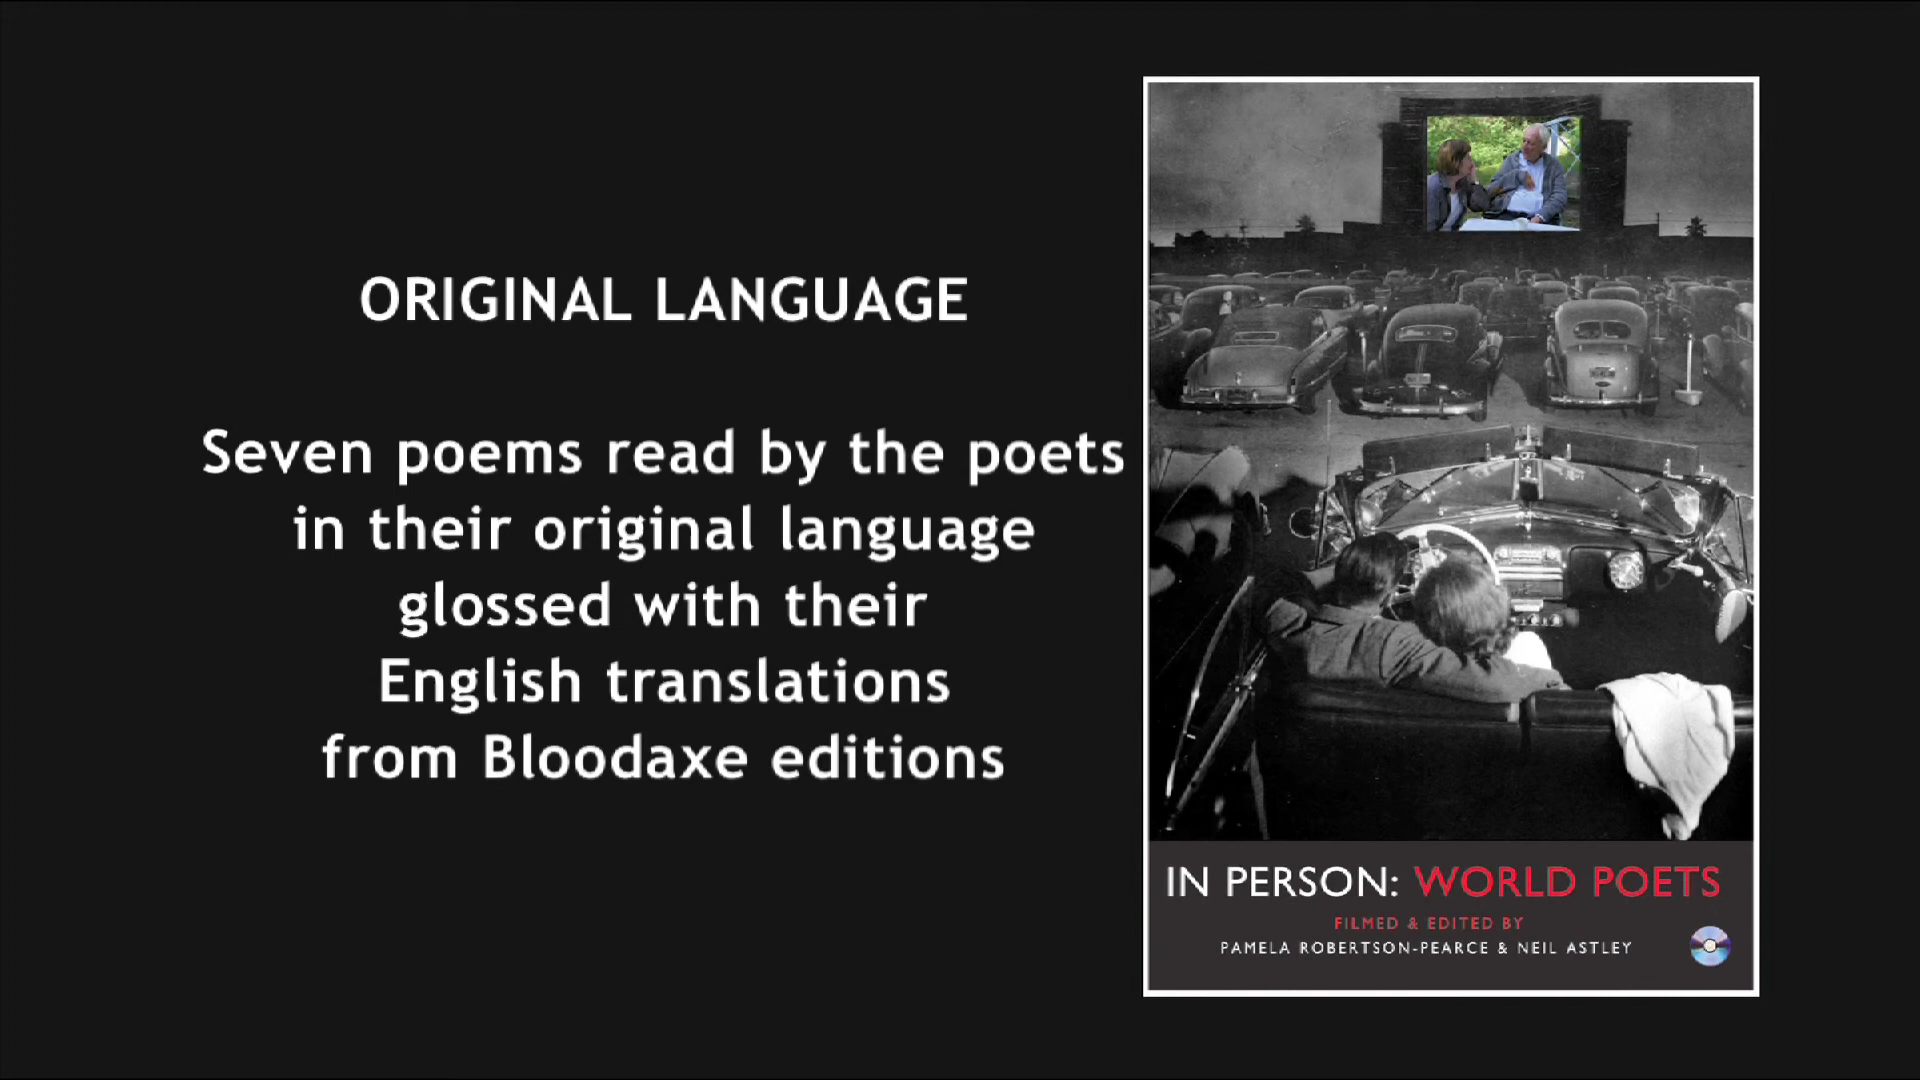 ORIGINAL LANGUAGE
Seven poems read by the poets
in their original language
glossed with their
English translations
from Bloodaxe editions
IN PERSON: WORLD POETS
FILMED & EDITED BY
PAMELA ROBERTSON-PEARCE & NEIL ASTLEY